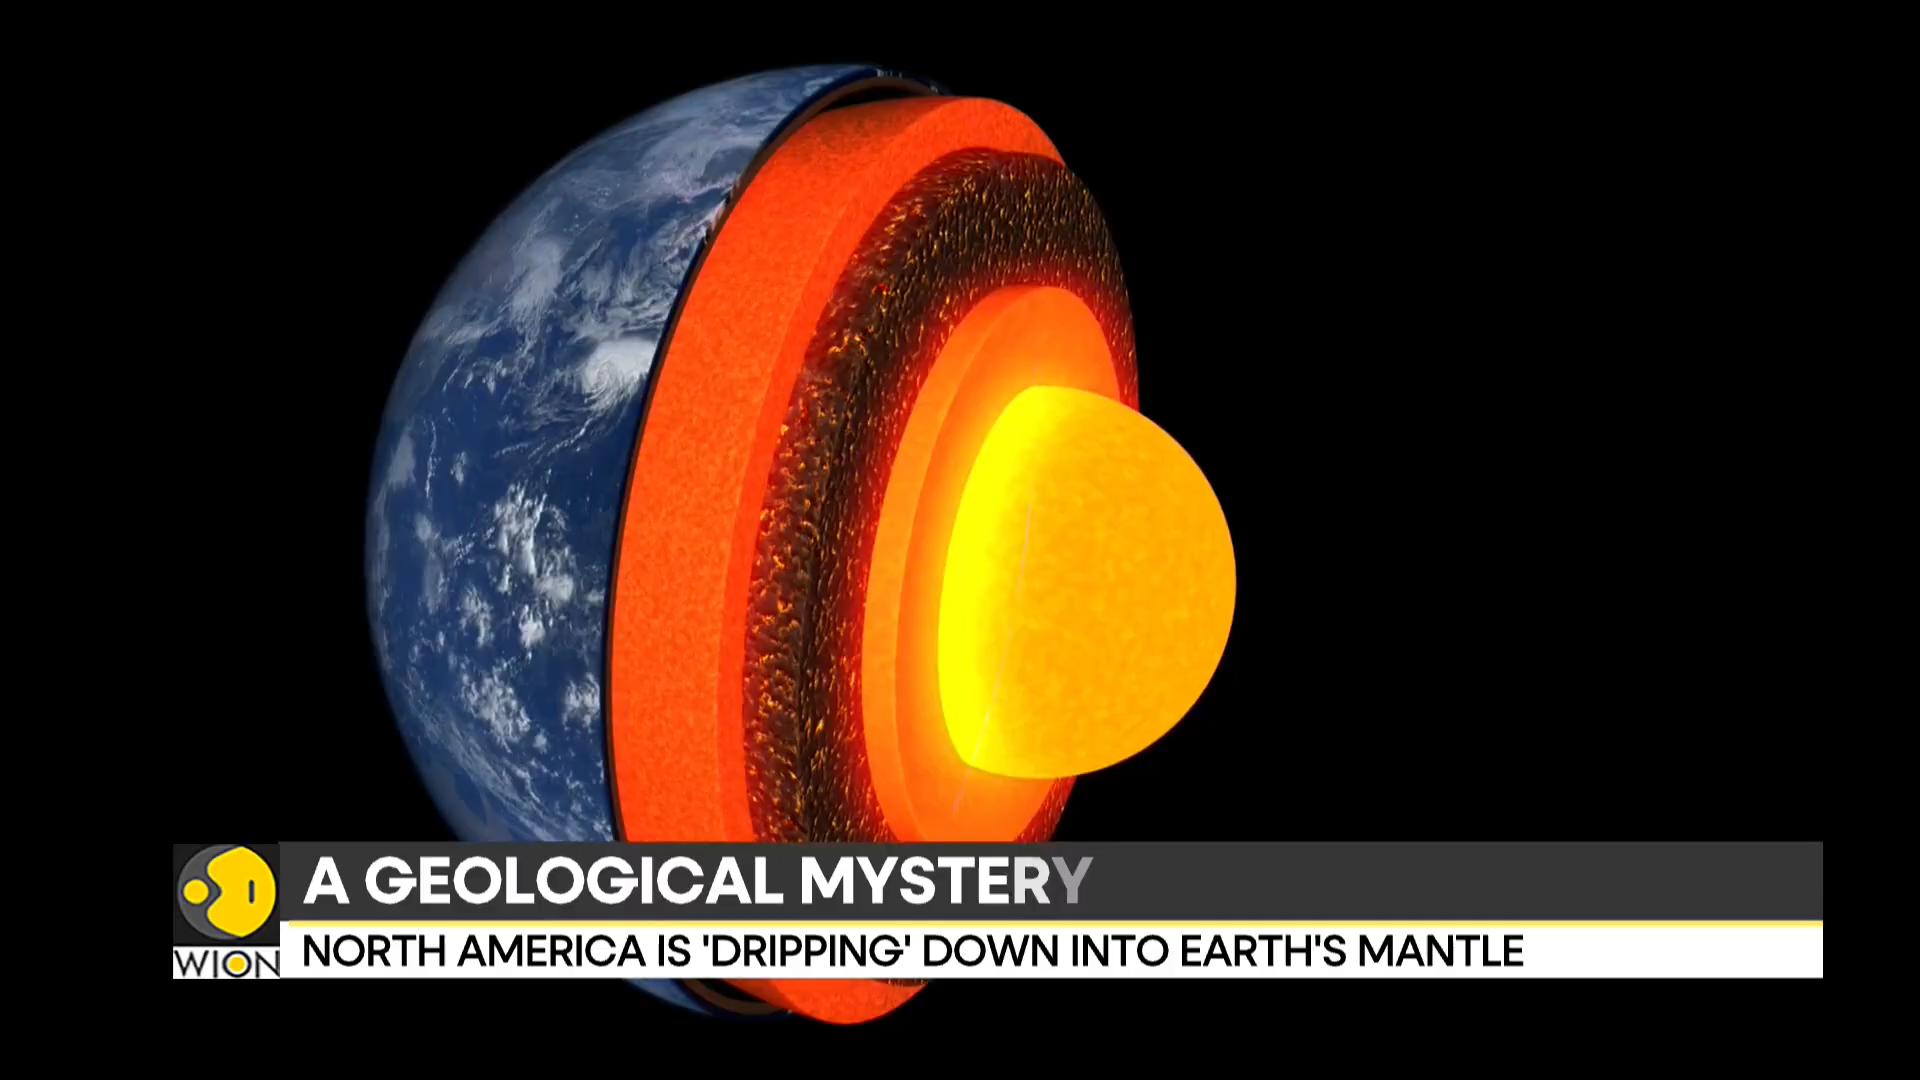 A GEOLOGICAL MYSTERY
NORTH AMERICA IS 'DRIPPING' DOWN INTO EARTH'S MANTLE
WION